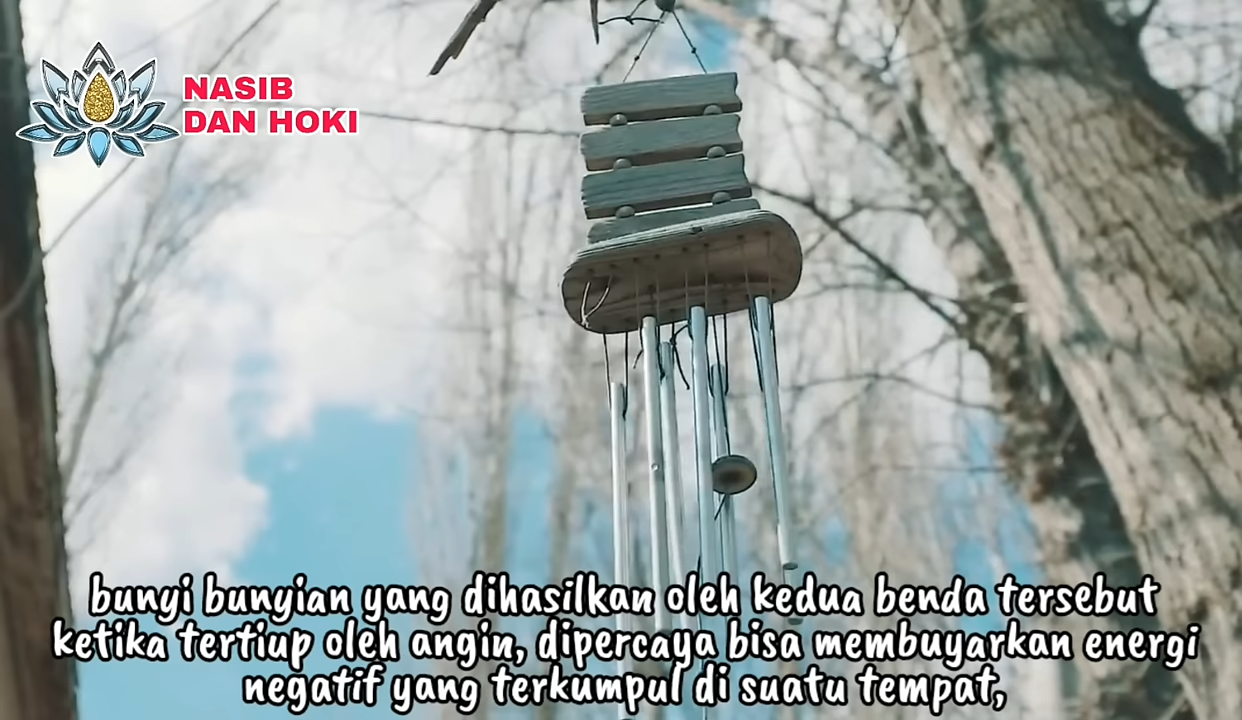 NASIB
DAN HOKI
bunyi bunyian yang dihasilkan oleh kedua benda tersebut
ketika tertiup oleh angin, dipercaya bisa membuyarkan energi
negatif yang terkumpul di suatu tempat,